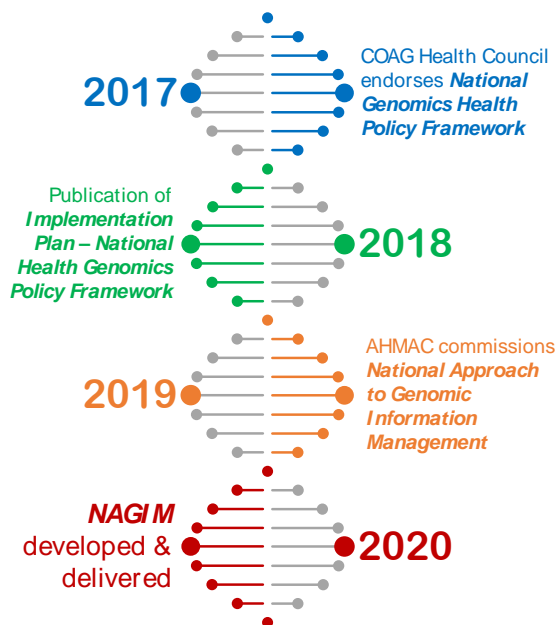 2017
COAG Health Council
endorses National
Genomics Health
Policy Framework
Publication of
Implementation
Plan – National
Health Genomics
Policy Framework
2018
2019
AHMAC commissions
National Approach
to Genomic
Information
Management
NAGIM
developed &
delivered
2020